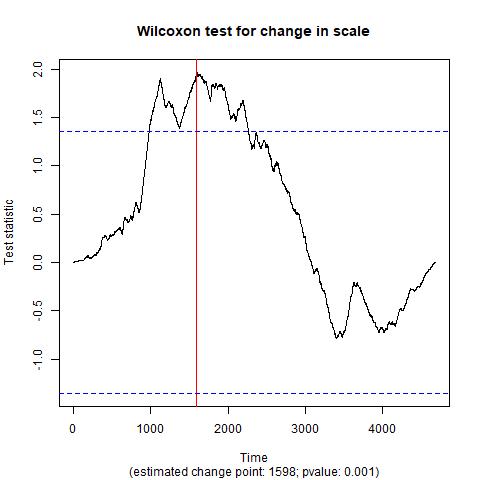 Wilcoxon test for change in scale
Test statistic
2.0
1.5
1.0
0.5
0.0
-0.5
-1.0
0 1000 2000 3000 4000
Time
(estimated change point: 1598; pvalue: 0.001)